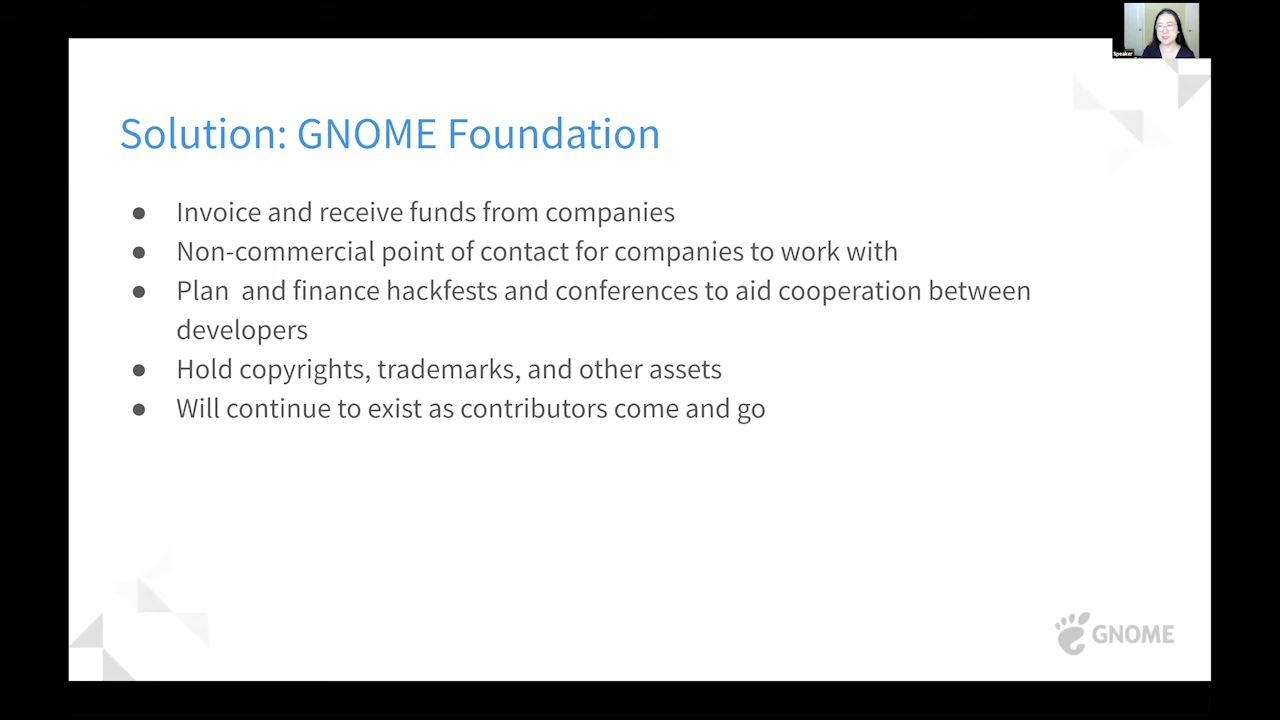 Speaker
Solution: GNOME Foundation
● Invoice and receive funds from companies
● Non-commercial point of contact for companies to work with
● Plan  and finance hackfests and conferences to aid cooperation between
developers
● Hold copyrights, trademarks, and other assets
● Will continue to exist as contributors come and go
GNOME